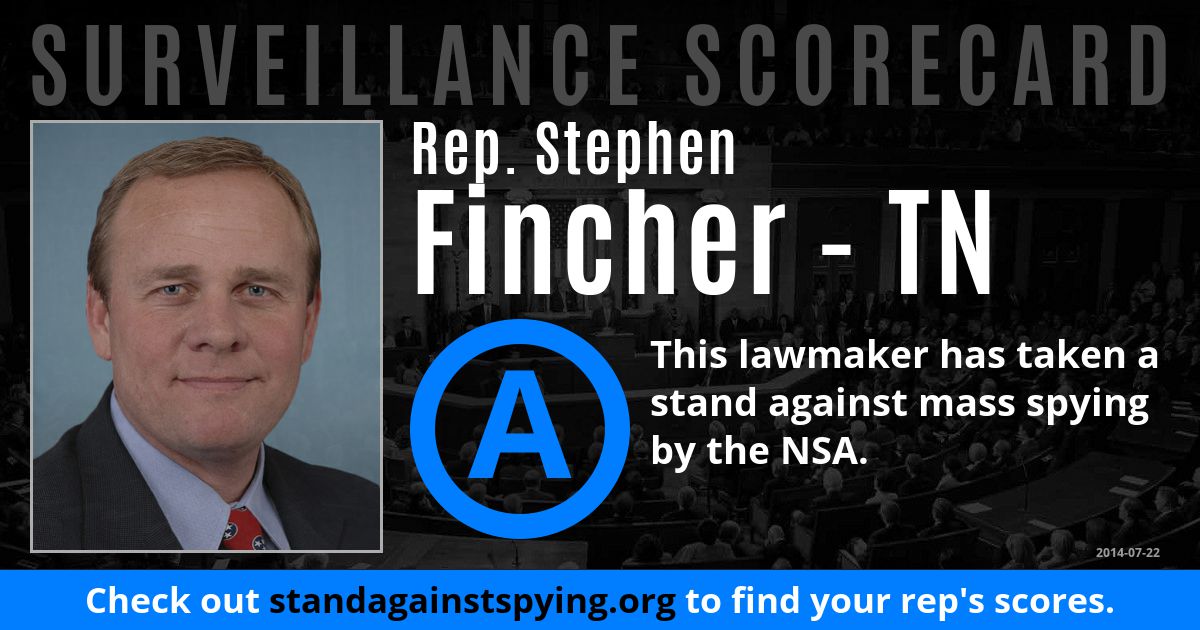 SURVEILLANCE SCORECARD
Rep. Stephen
Fincher - TN
A
This lawmaker has taken a
stand against mass spying
by the NSA.
2014-07-22
Check out standagainstspying.org to find your rep's scores.